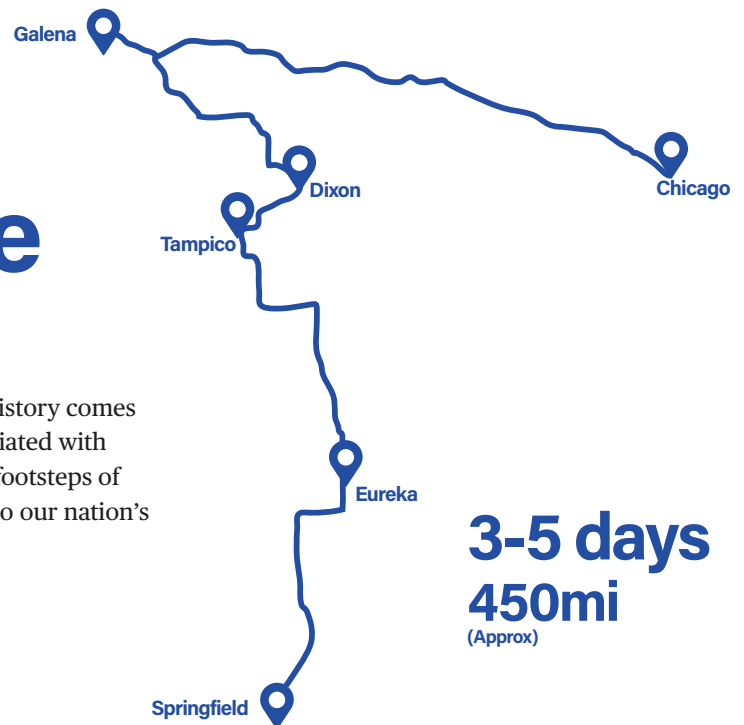 Galena
Chicago
Dixon
Tampico
e
istory comes
iated with
footsteps of
o our nation's
Eureka
3-5 days
450mi
(Approx)
Springfield